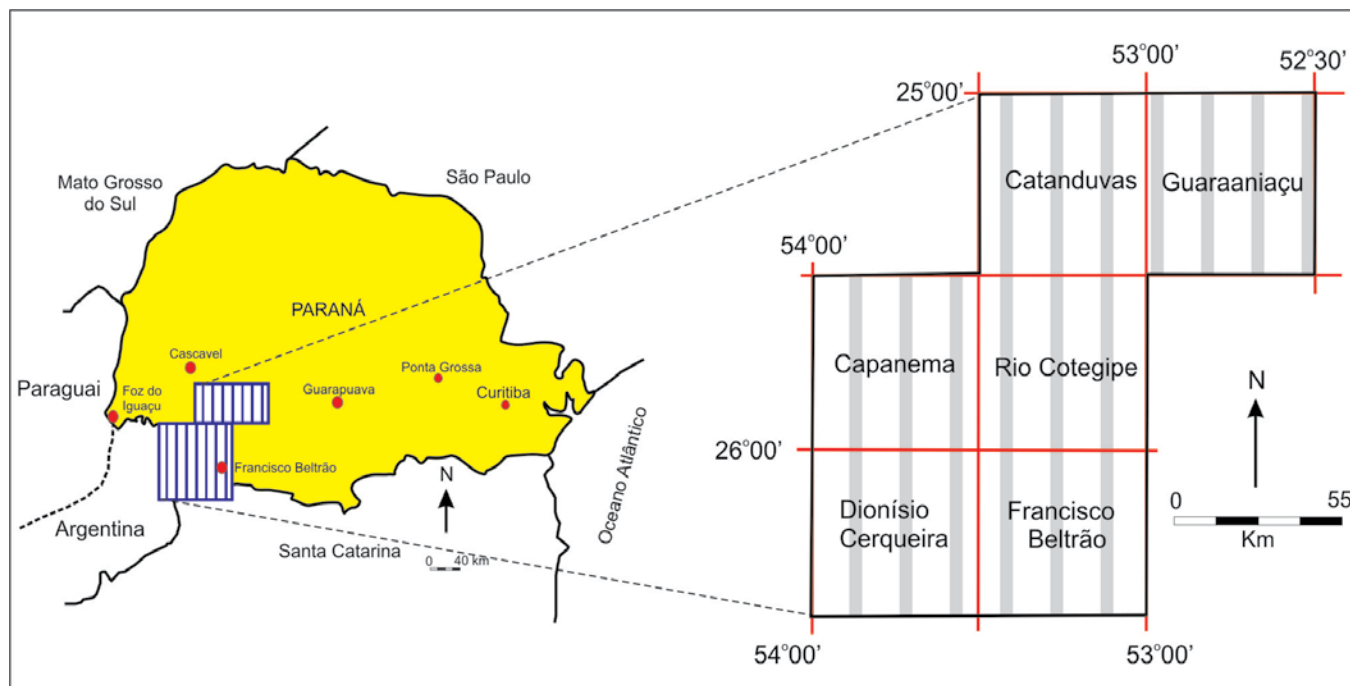 Mato Grosso
do Sul
São Paulo
PARANÁ
Cascavel
Paraguai
Foz do
Iguaçu
Guarapuava
Ponta Grossa
Curitiba
Francisco Beltrão
N
Argentina
Santa Catarina
0 40 km
Oceano Atlântico
53°00’
52°30’
25°00’
Catanduvas
Guaraaniaçu
54°00’
Capanema
Rio Cotegipe
N
26°00’
Dionísio
Cerqueira
Francisco
Beltrão
0 55
Km
54°00’
53°00’